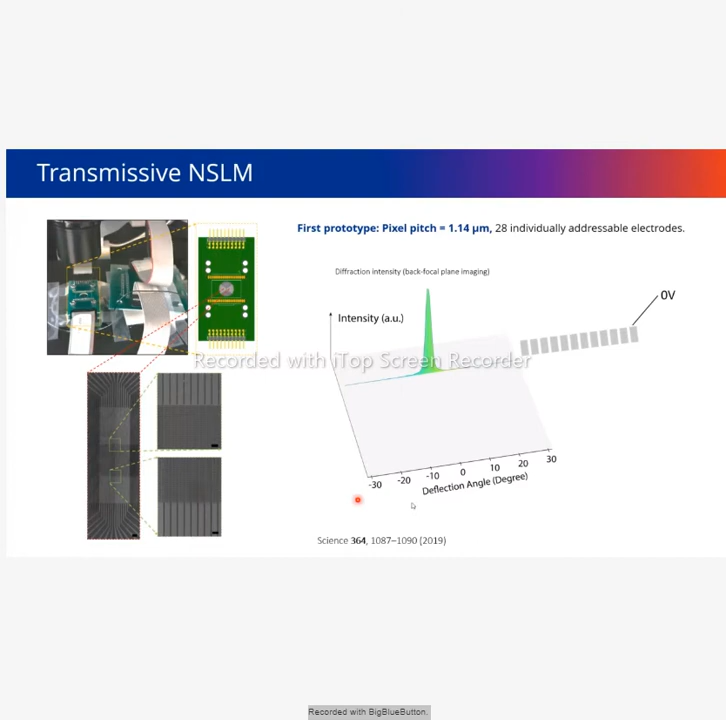 Transmissive NSLM
First prototype: Pixel pitch = 1.14 µm, 28 individually addressable electrodes.
Diffraction intensity (back-focal plane imaging)
0V
Intensity (a.u.)
Recorded with iTop Screen Recorder
-30 -20 -10 0 10 20 30
Deflection Angle (Degree)
Science 364, 1087–1090 (2019)
Recorded with BigBlueButton.